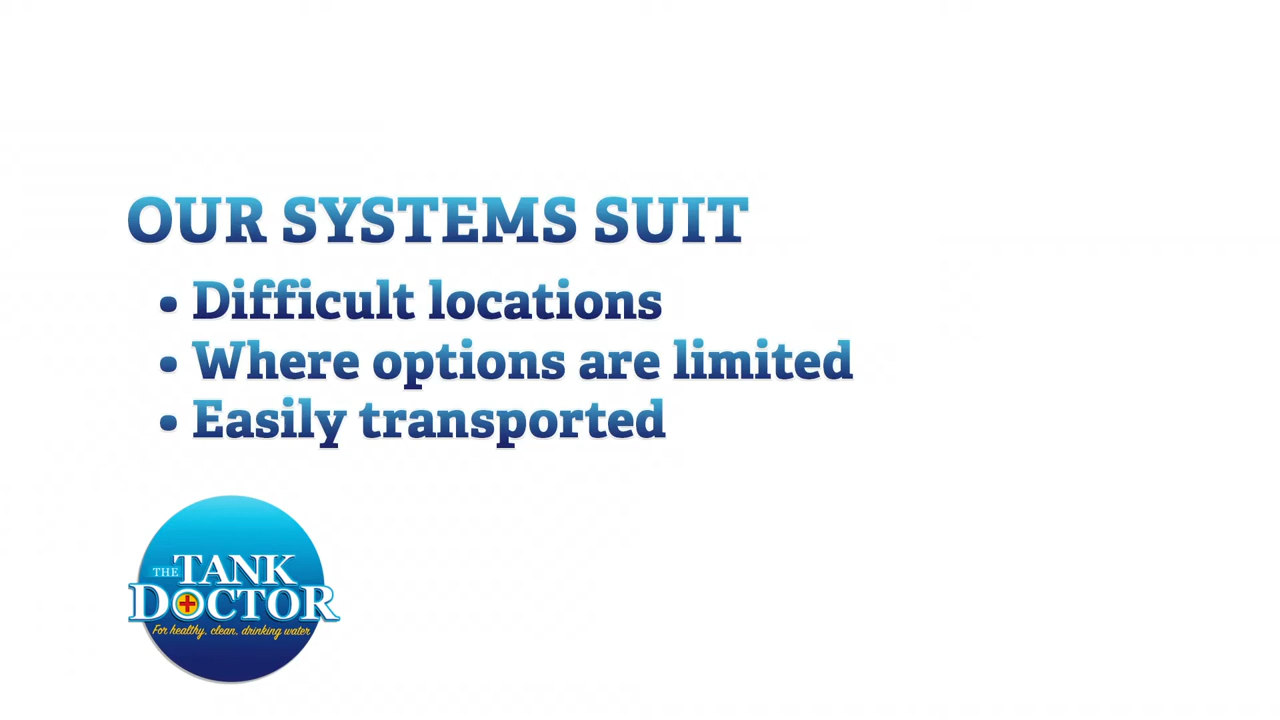 OUR SYSTEMS SUIT
• Difficult locations
• Where options are limited
• Easily transported
THE TANK
DOCTOR
For healthy, clean, drinking water